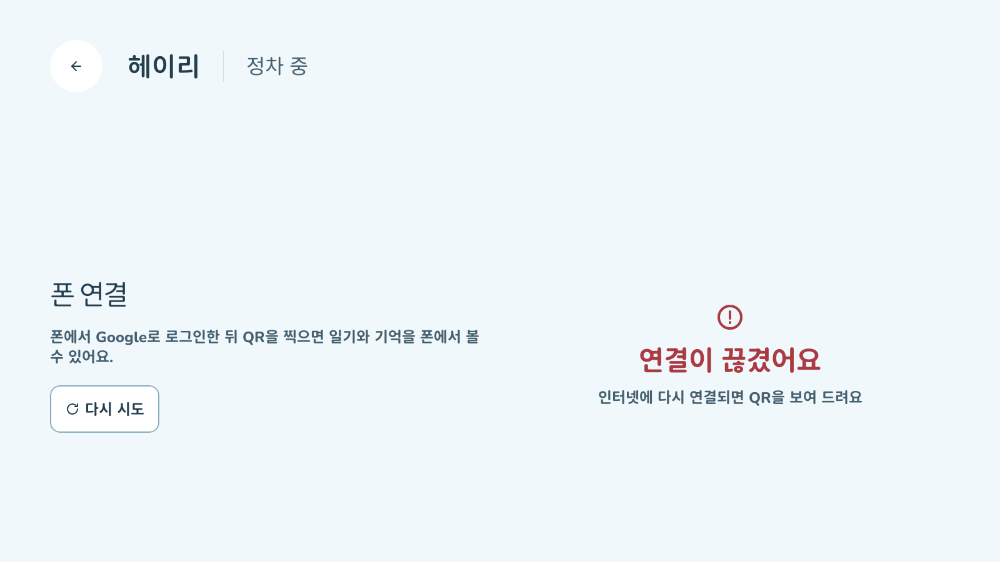 헤이리
정차 중
폰 연결
폰에서 Google로 로그인한 뒤 QR을 찍으면 일기와 기억을 폰에서 볼
수 있어요.
다시 시도
연결이 끊겼어요
인터넷에 다시 연결되면 QR을 보여 드려요